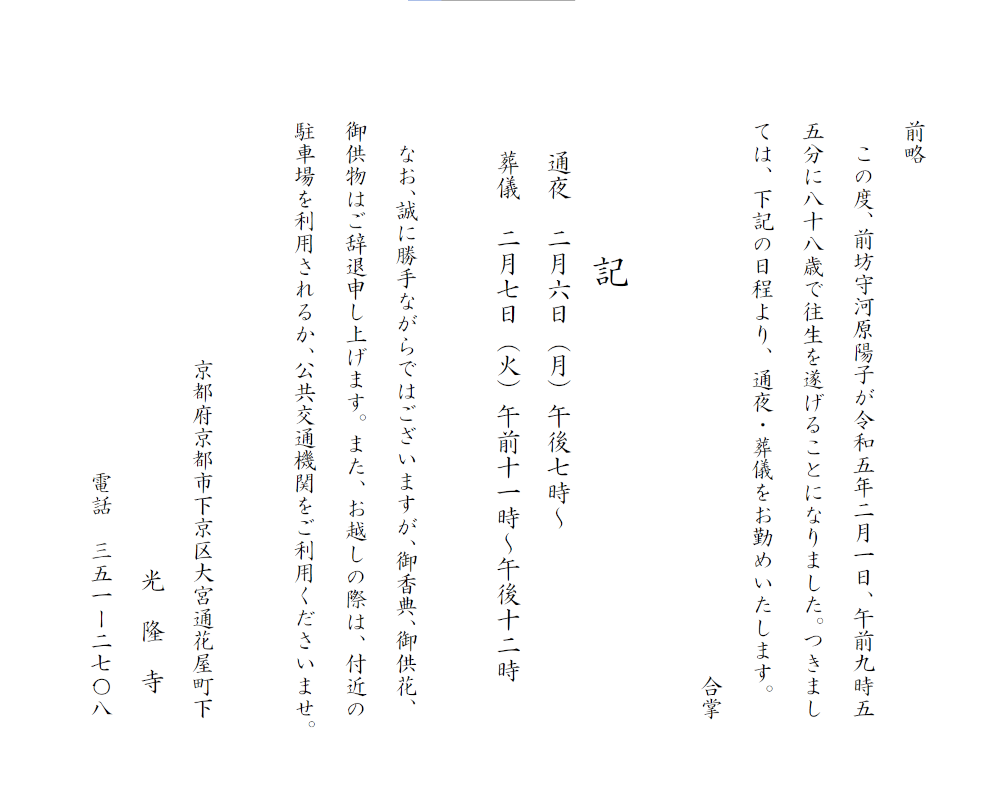 前略
この度、前坊守河原陽子が令和五年二月一日、午前九時五
五分に八十八歳で往生を遂げることになりました。つきまし
ては、下記の日程より、通夜・葬儀をお勤めいたします。
合掌
記
通夜　二月六日（月）午後七時～
葬儀　二月七日（火）午前十一時～午後十二時
なお、誠に勝手ながらではございますが、御香典、御供花、
御供物はご辞退申し上げます。また、お越しの際は、付近の
駐車場を利用されるか、公共交通機関をご利用くださいませ。
京都府京都市下京区大宮通花屋町下
光隆寺
電話　三五一ー二七〇八